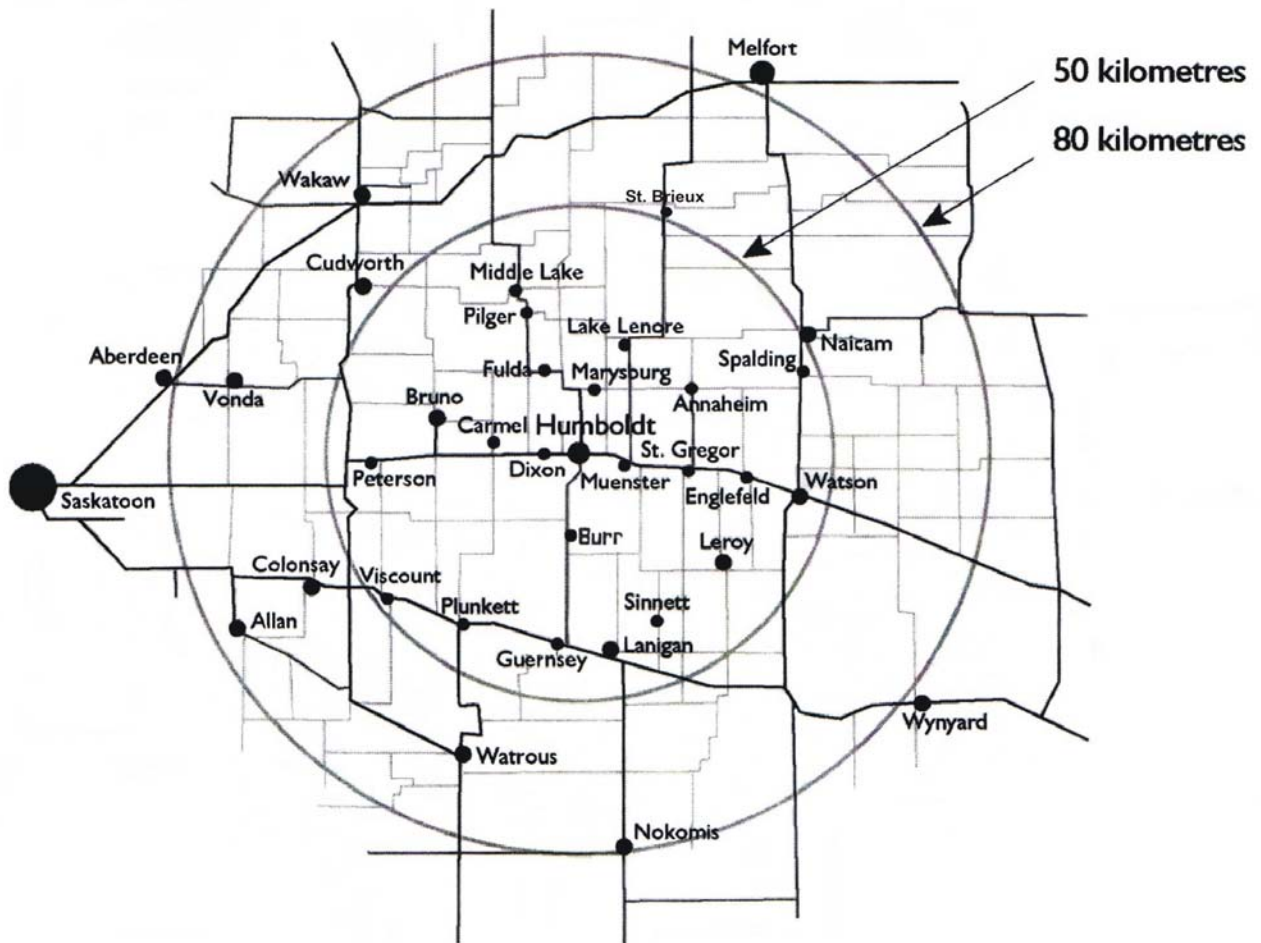 Melfort
50 kilometres
80 kilometres
Wakaw
St. Brieux
Cudworth
Middle Lake
Pilger
Lake Lenore
Naicam
Aberdeen
Spalding
Fulda
Marysburg
Vonda
Bruno
Annaheim
Carmel
Humboldt
St. Gregor
Dixon
Peterson
Muenster
Watson
Englefeld
Saskatoon
Burr
Leroy
Colonsay
Viscount
Sinnett
Plunkett
Allan
Lanigan
Guernsey
Wynyard
Watrous
Nokomis